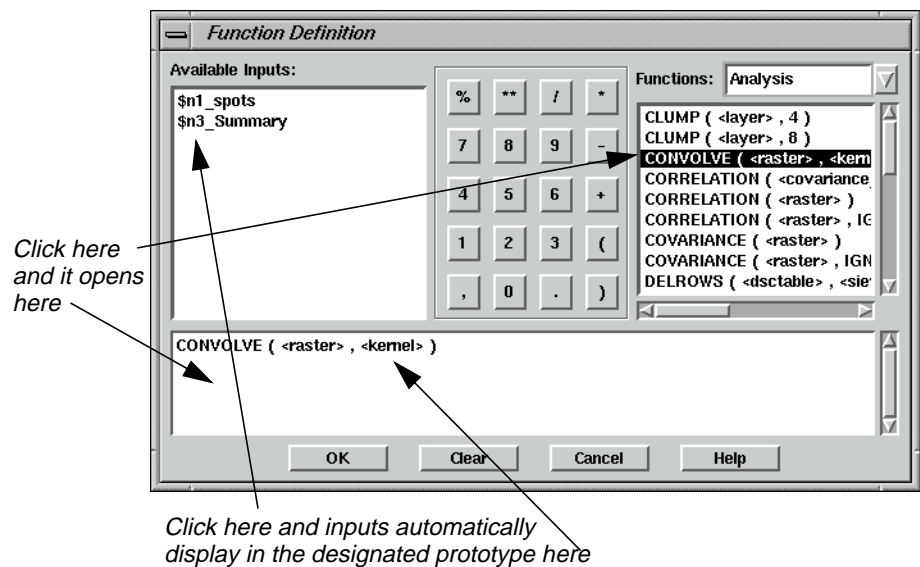 Function Definition
Available Inputs:
$n1_spots
$n3_Summary
% ** / *
7 8 9 -
4 5 6 +
1 2 3 (
, 0 . )
Functions: Analysis
CLUMP ( <layer> , 4 )
CLUMP ( <layer> , 8 )
CONVOLVE ( <raster> , <kern
CORRELATION ( <covariance_
CORRELATION ( <raster> )
CORRELATION ( <raster> , IG
COVARIANCE ( <raster> )
COVARIANCE ( <raster> , IGN
DELROWS ( <dsctable> , <sie
Click here
and it opens
here
CONVOLVE ( <raster> , <kernel> )
OK Clear Cancel Help
Click here and inputs automatically
display in the designated prototype here